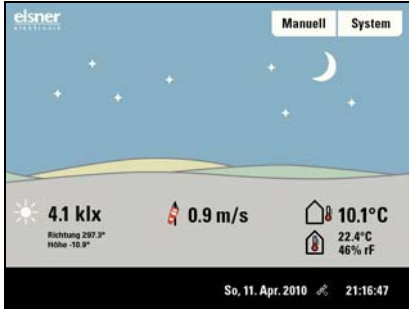 elsner
elektronik
Manuell System
4.1 klx
Richtung 297.3°
Höhe -10.9°
0.9 m/s
10.1°C
22.4°C
46% rF
So, 11. Apr. 2010 21:16:47